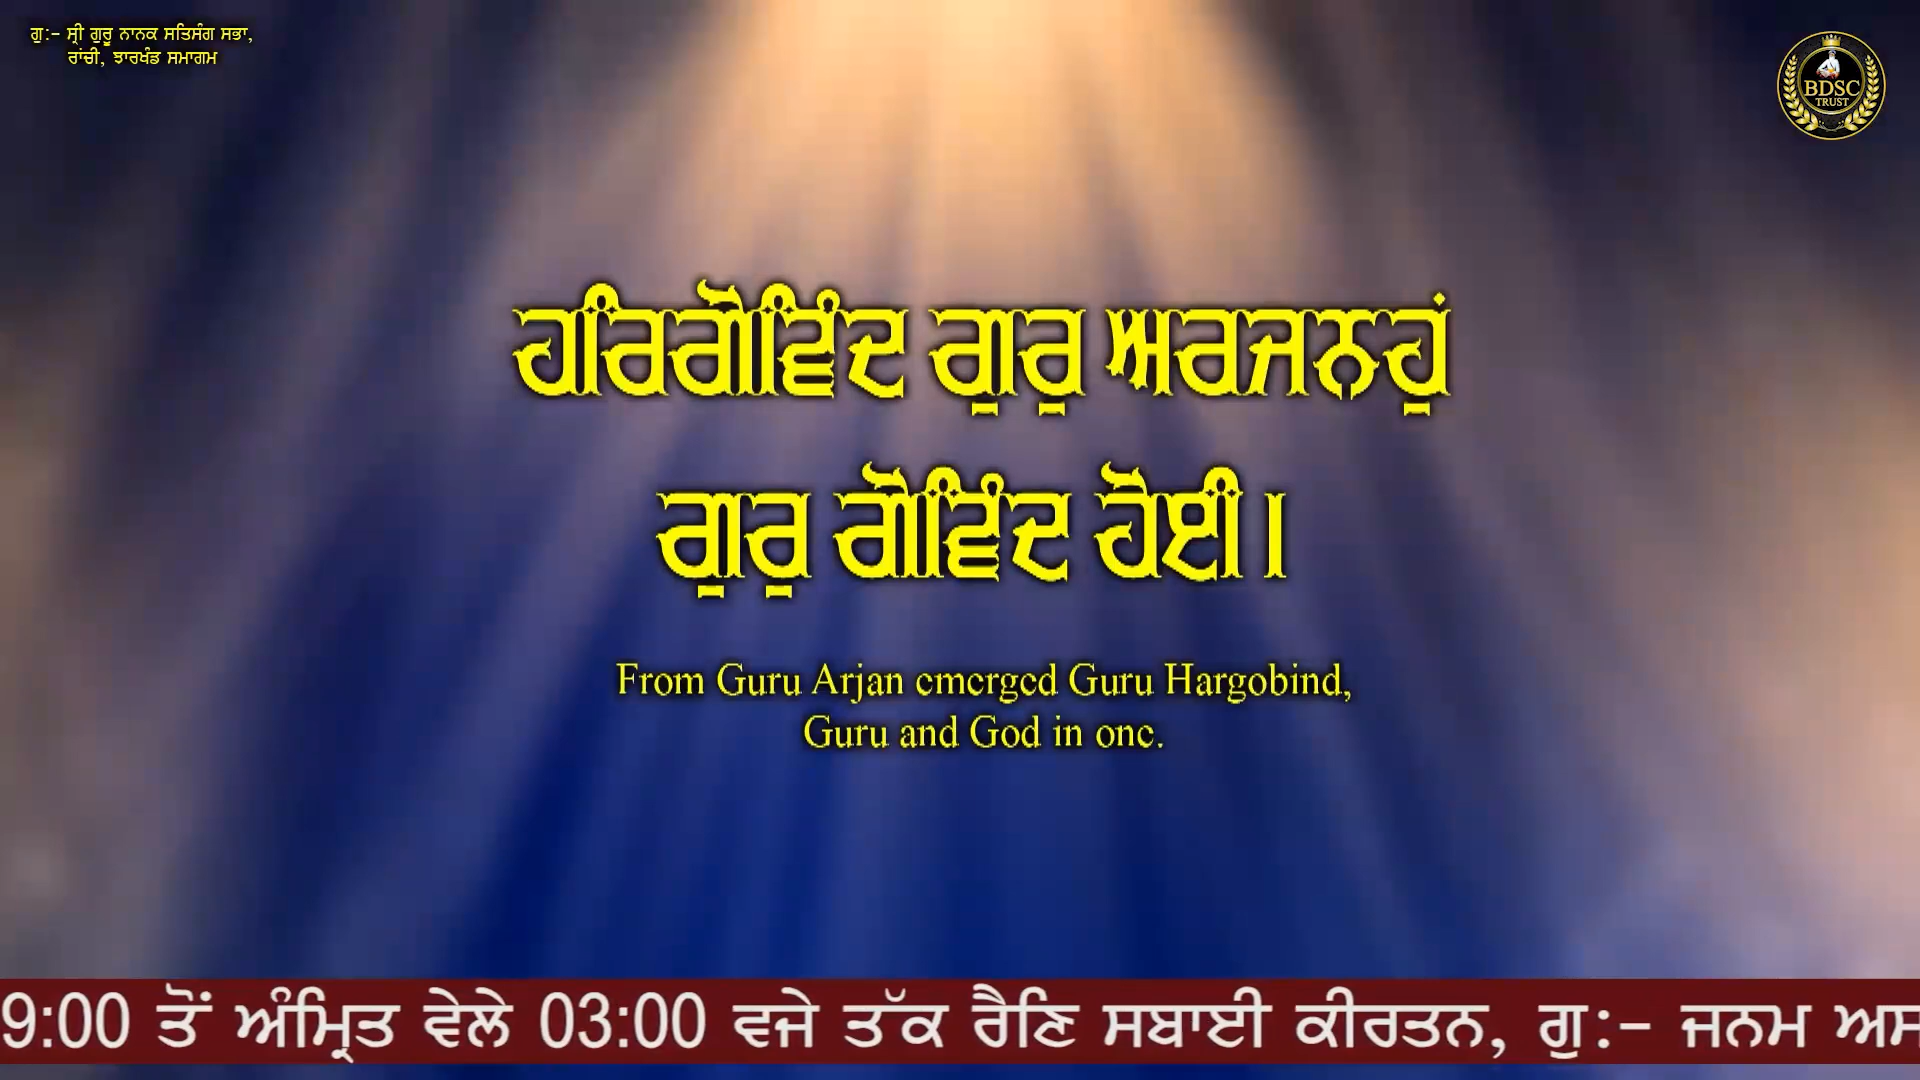 ਗੁ:- ਸ੍ਰੀ ਗੁਰੂ ਨਾਨਕ ਸਤਿਸੰਗ ਸਭਾ,
ਰਾਂਚੀ, ਝਾਰਖੰਡ ਸਮਾਗਮ
BDSC
TRUST
ਹਰਿਗੋਵਿੰਦ ਗੁਰੁ ਅਰਜਨਹੁਂ
ਗੁਰੁ ਗੋਵਿੰਦ ਹੋਈ।
From Guru Arjan emerged Guru Hargobind,
Guru and God in one.
9:00 ਤੋਂ ਅੰਮ੍ਰਿਤ ਵੇਲੇ 03:00 ਵਜੇ ਤੱਕ ਰੈਣਿ ਸਬਾਈ ਕੀਰਤਨ, ਗੁ:- ਜਨਮ ਅਸ